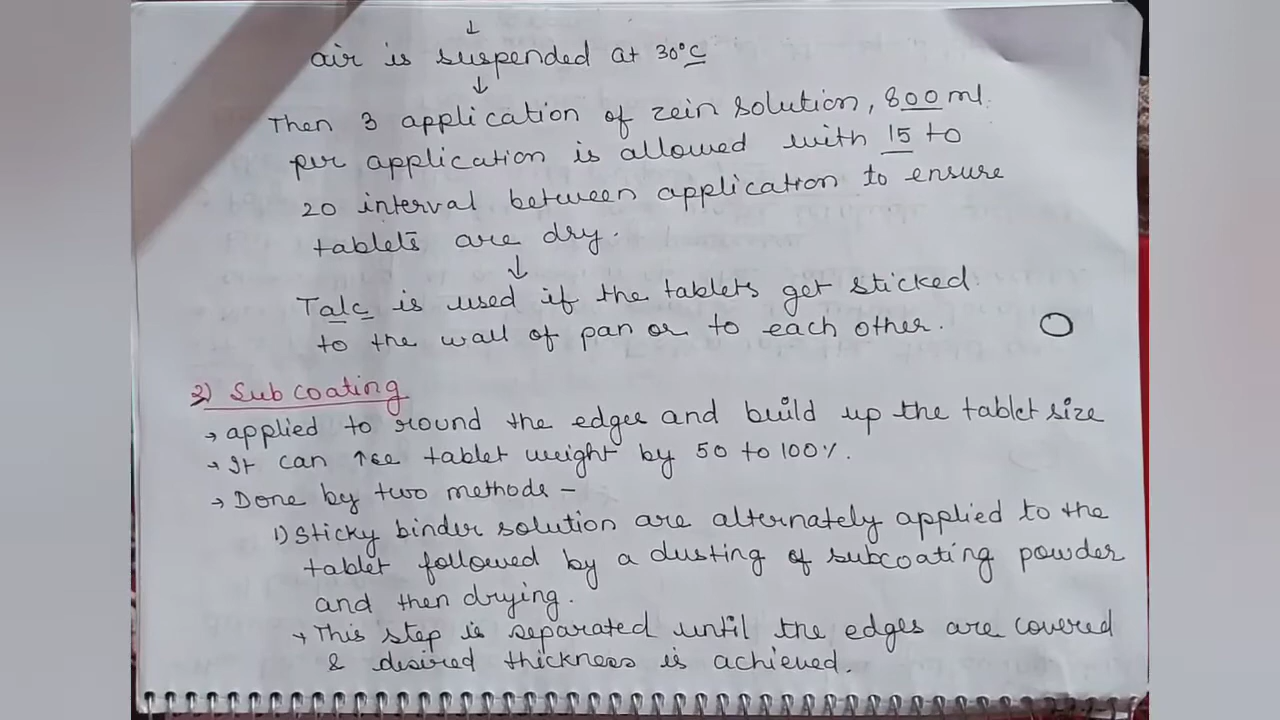 ↓
air is suspended at 30°C
↓
Then 3 application of zein solution, 800 ml.
per application is allowed with 15 to
20 interval between application to ensure
tablets are dry.
↓
Talc is used if the tablets get sticked
to the wall of pan or to each other.
2) Subcoating
→ applied to round the edges and build up the tablet size
→ It can ↑se tablet weight by 50 to 100%.
→ Done by two methods –
1) Sticky binder solution are alternately applied to the
tablet followed by a dusting of subcoating powder
and then drying.
→ This step is separated until the edges are covered
& desired thickness is achieved.